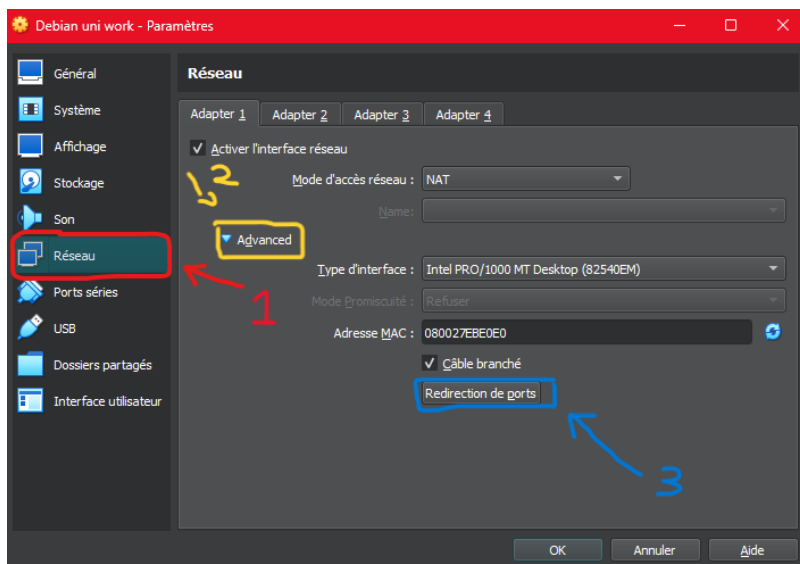 Debian uni work - Paramètres
Général
Système
Affichage
Stockage
Son
Réseau
Ports séries
USB
Dossiers partagés
Interface utilisateur
Réseau
Adapter 1 Adapter 2 Adapter 3 Adapter 4
Activer l'interface réseau
2
Mode d'accès réseau : NAT
Name:
Advanced
Type d'interface : Intel PRO/1000 MT Desktop (82540EM)
1
Mode Promiscuité : Refuser
Adresse MAC : 080027EBE0E0
Câble branché
Redirection de ports
3
OK Annuler Aide